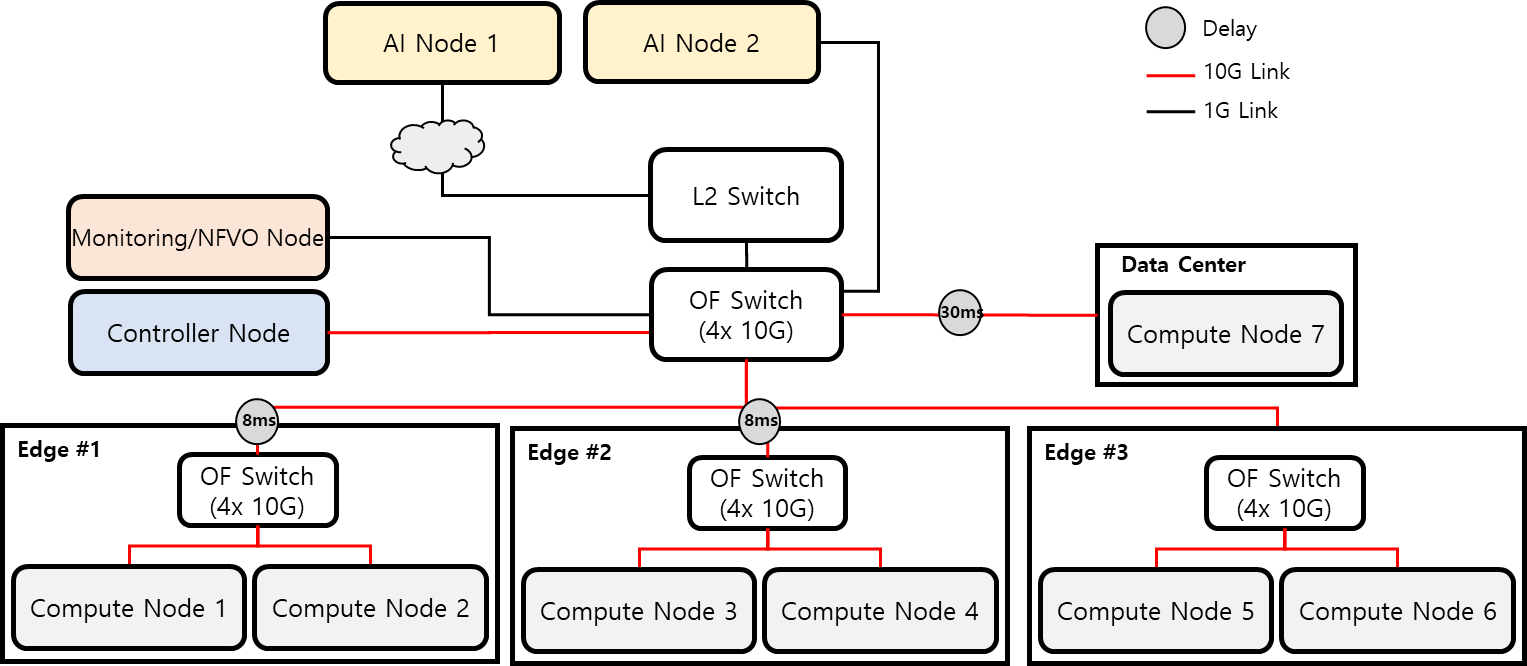 AI Node 1
AI Node 2
Delay
10G Link
1G Link
L2 Switch
Monitoring/NFVO Node
Controller Node
OF Switch
(4x 10G)
30ms
Data Center
Compute Node 7
8ms
8ms
Edge #1
OF Switch
(4x 10G)
Compute Node 1
Compute Node 2
Edge #2
OF Switch
(4x 10G)
Compute Node 3
Compute Node 4
Edge #3
OF Switch
(4x 10G)
Compute Node 5
Compute Node 6